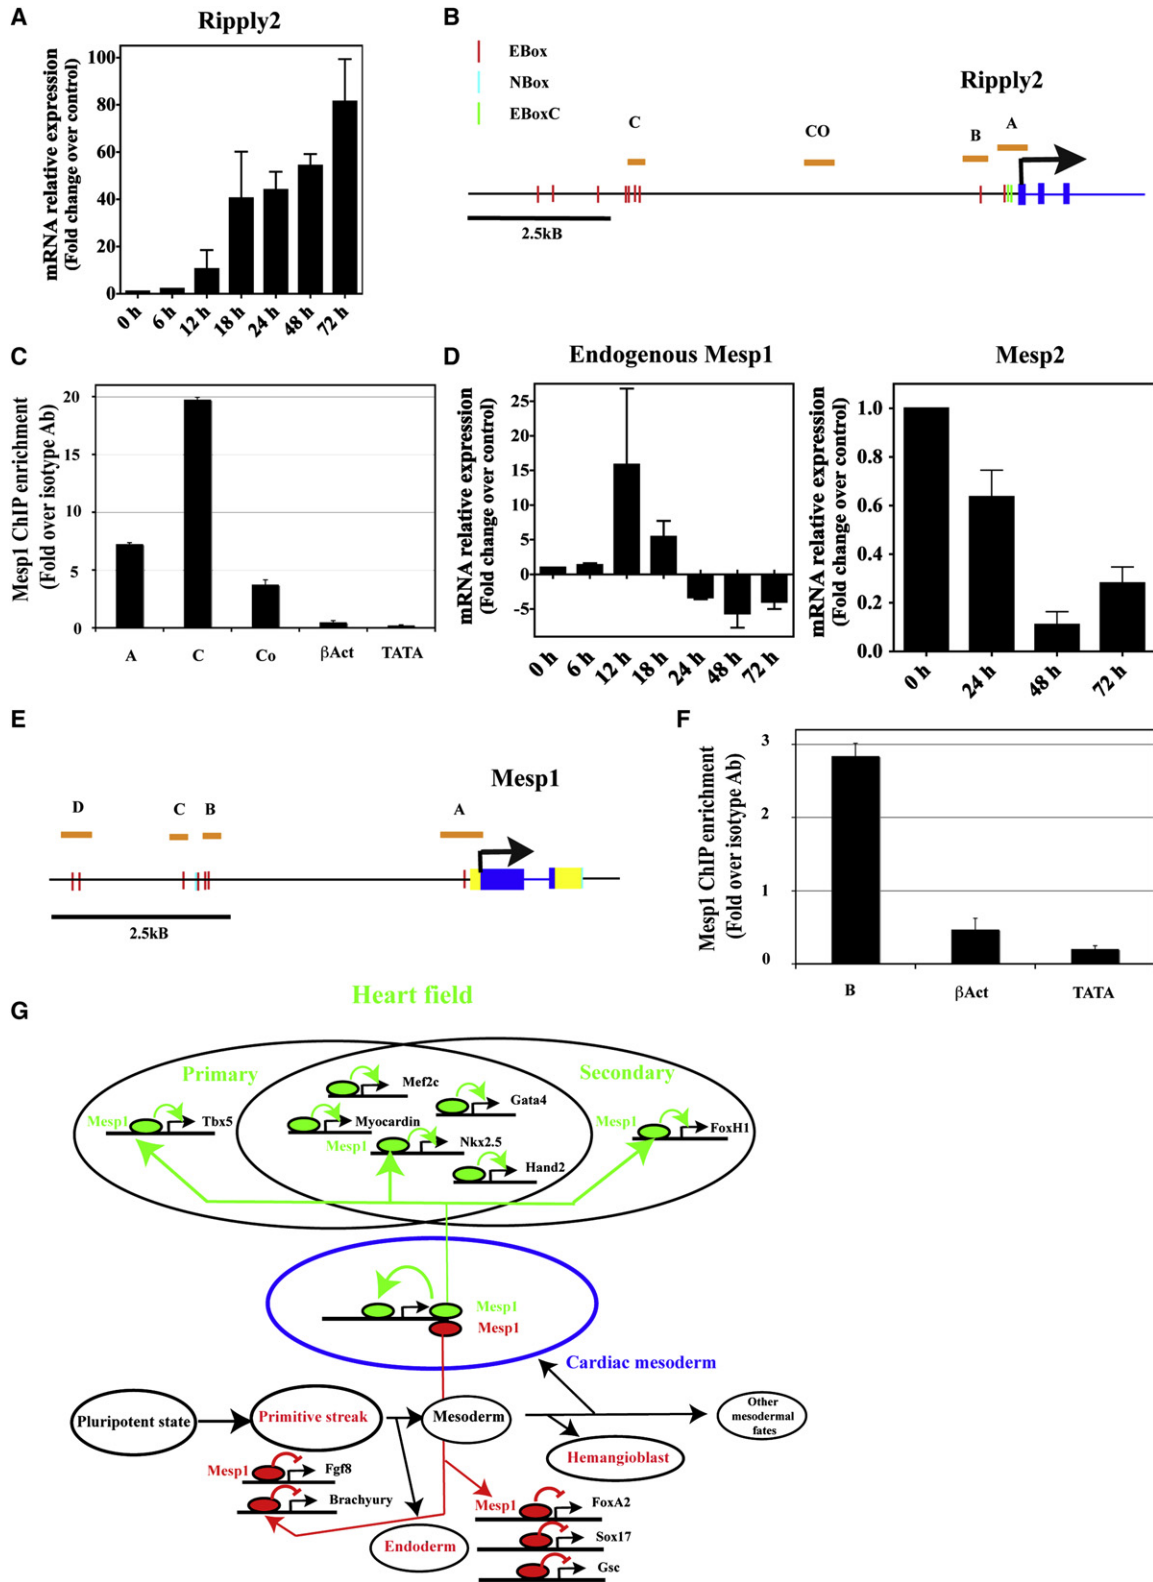 A
Ripply2
mRNA relative expression
(Fold change over control)
100
80
60
40
20
0
0 h
6 h
12 h
18 h
24 h
48 h
72 h
B
EBox
NBox
EBoxC
Ripply2
C
CO
B
A
2.5kB
C
Mesp1 ChIP enrichment
(Fold over isotype Ab)
20
10
5
0
A
C
Co
βAct
TATA
D
Endogenous Mesp1
mRNA relative expression
(Fold change over control)
25
20
15
10
5
0
-5
0 h
6 h
12 h
18 h
24 h
48 h
72 h
Mesp2
mRNA relative expression
(Fold change over control)
1.0
0.8
0.6
0.4
0.2
0.0
0 h
24 h
48 h
72 h
E
Mesp1
D
C
B
A
2.5kB
F
Mesp1 ChIP enrichment
(Fold over isotype Ab)
3
2
1
0
B
βAct
TATA
G
Heart field
Primary
Secondary
Mef2c
Gata4
Mesp1
Tbx5
Myocardin
Mesp1
Nkx2.5
Hand2
Mesp1
FoxH1
Mesp1
Mesp1
Cardiac mesoderm
Pluripotent state
Primitive streak
Mesoderm
Other
mesodermal
fates
Hemangioblast
Mesp1
Fgf8
Brachyury
Endoderm
Mesp1
FoxA2
Sox17
Gsc